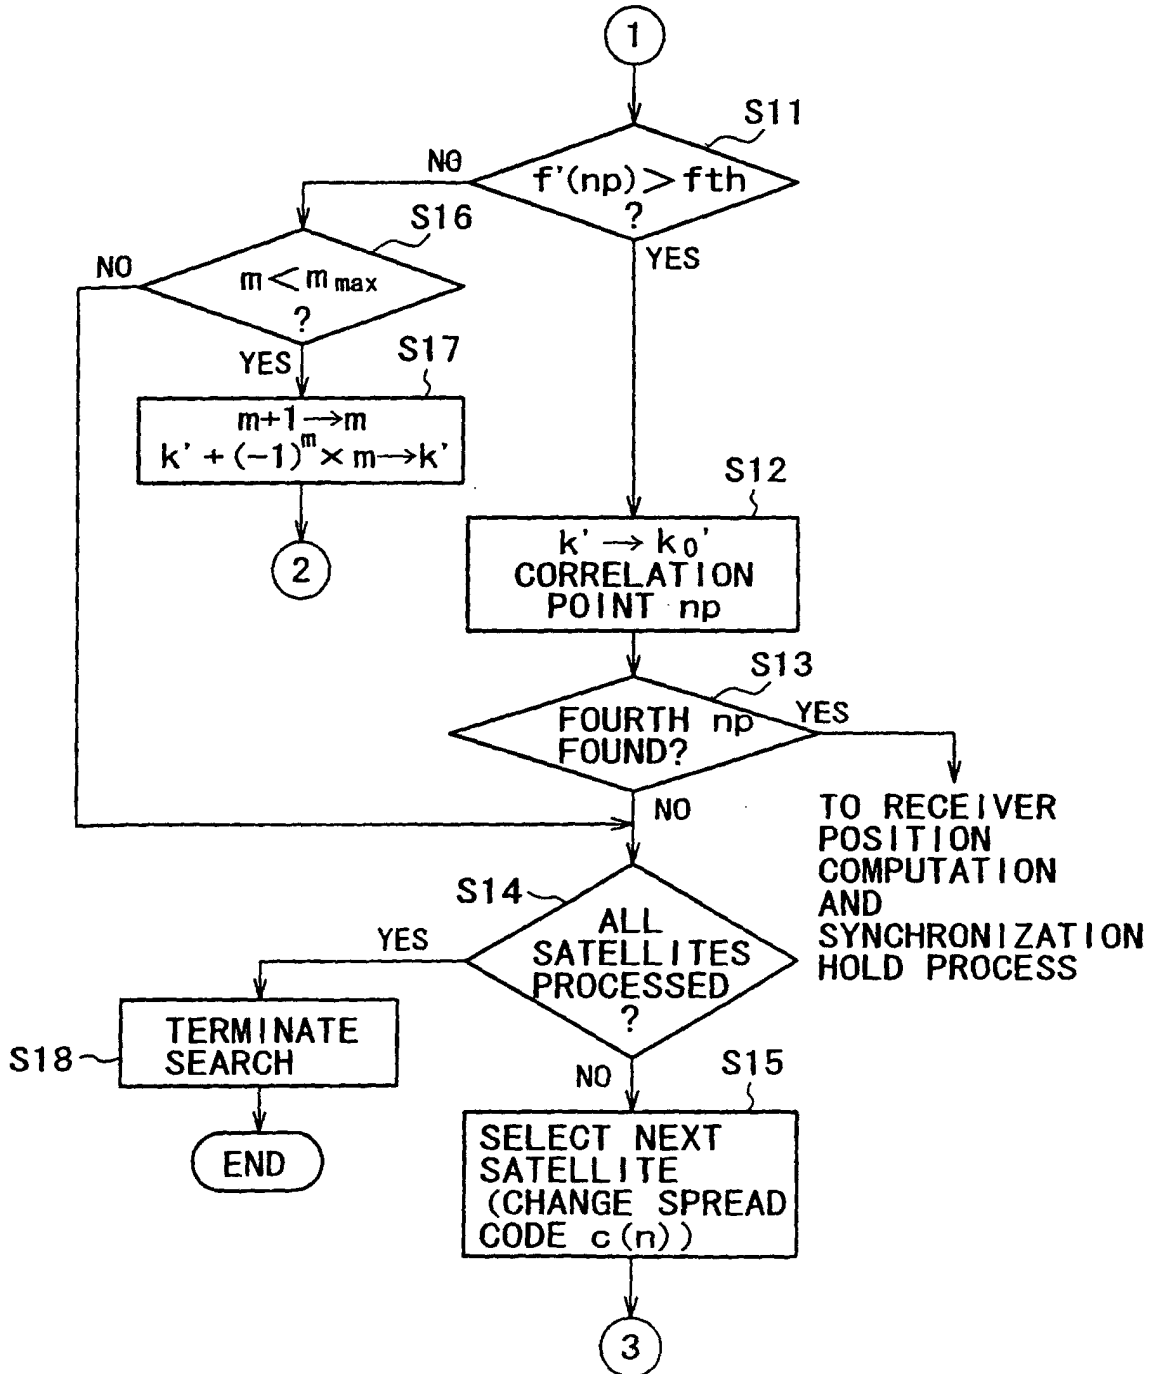 1
S11
NO
f'(np)>fth
?
S16
YES
NO
m<m max
?
S17
YES
m+1→m
k'+(-1)^m×m→k'
S12
2
k'→k0'
CORRELATION
POINT np
S13
FOURTH np
FOUND?
YES
NO
TO RECEIVER
POSITION
COMPUTATION
AND
SYNCHRONIZATION
HOLD PROCESS
S14
ALL
SATELLITES
PROCESSED
?
YES
TERMINATE
SEARCH
S18
NO
S15
END
SELECT NEXT
SATELLITE
(CHANGE SPREAD
CODE c(n))
3